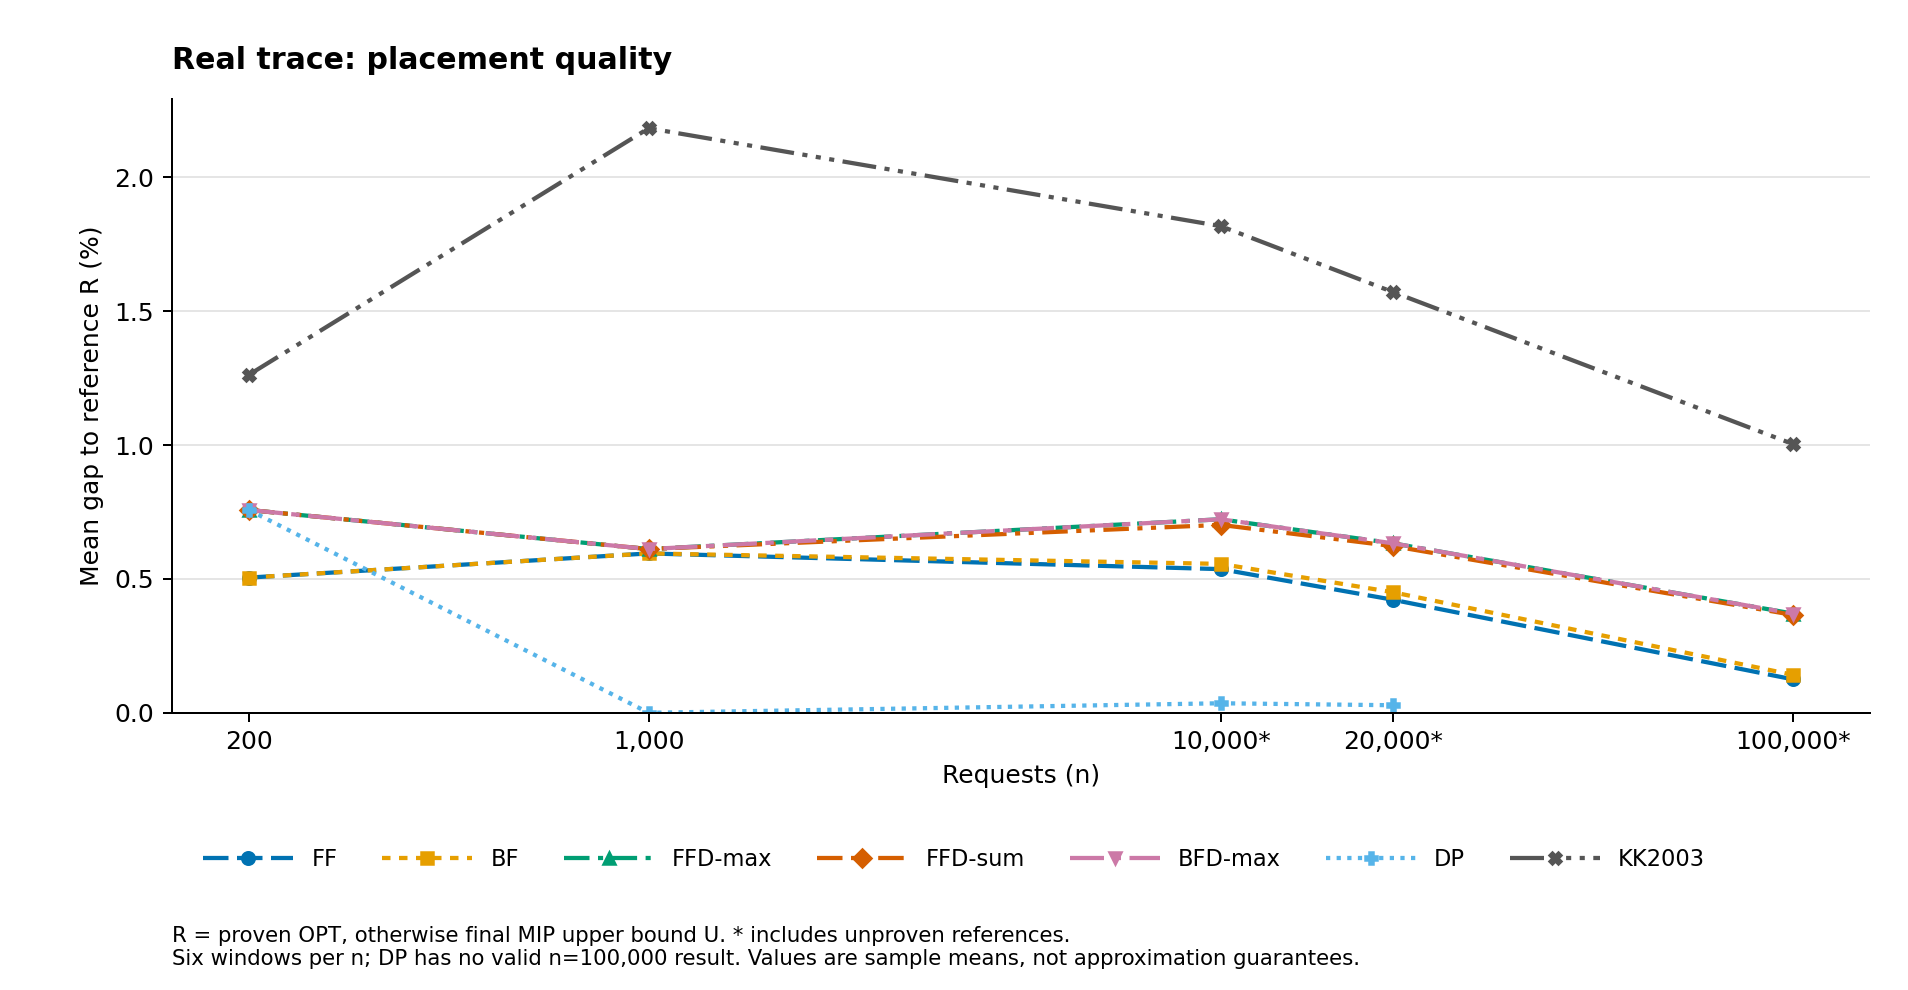 Real trace: placement quality
Mean gap to reference R (%)
2.0
1.5
1.0
0.5
0.0
200
1,000
10,000*
20,000*
100,000*
Requests (n)
FF
BF
FFD-max
FFD-sum
BFD-max
DP
KK2003
R = proven OPT, otherwise final MIP upper bound U. * includes unproven references.
Six windows per n; DP has no valid n=100,000 result. Values are sample means, not approximation guarantees.